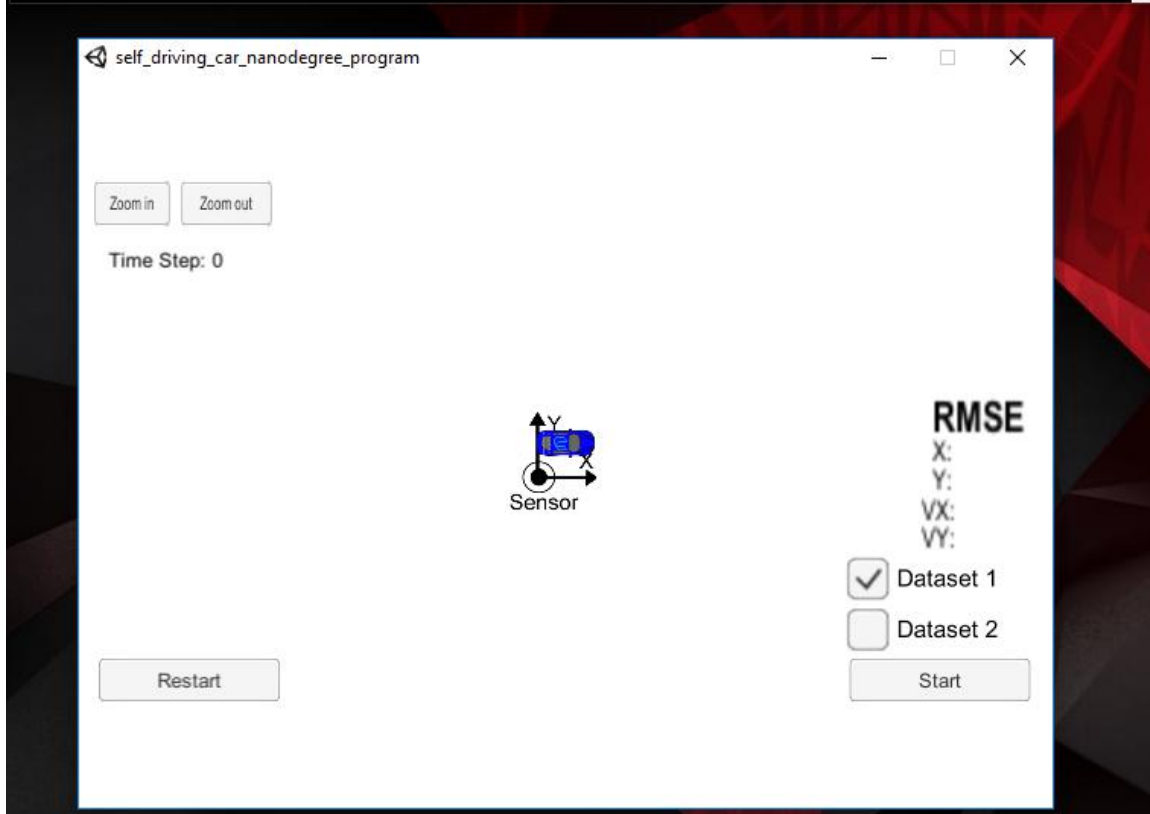 self_driving_car_nanodegree_program
Zoom in
Zoom out
Time Step: 0
Y
X
Sensor
RMSE
X:
Y:
VX:
VY:
Dataset 1
Dataset 2
Restart
Start